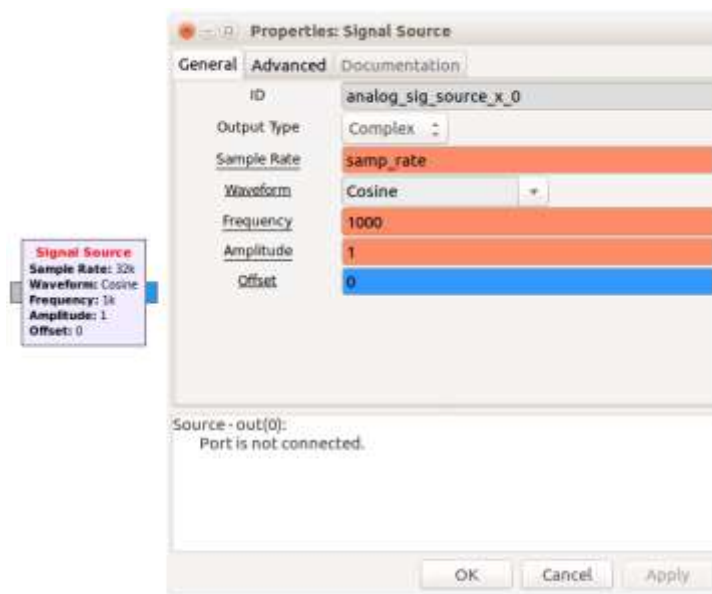 Properties: Signal Source
General Advanced Documentation
ID analog_sig_source_x_0
Output Type Complex
Sample Rate samp_rate
Waveform Cosine
Frequency 1000
Amplitude 1
Offset 0
Signal Source
Sample Rate: 32k
Waveform: Cosine
Frequency: 1k
Amplitude: 1
Offset: 0
Source - out(0):
Port is not connected.
OK Cancel Apply